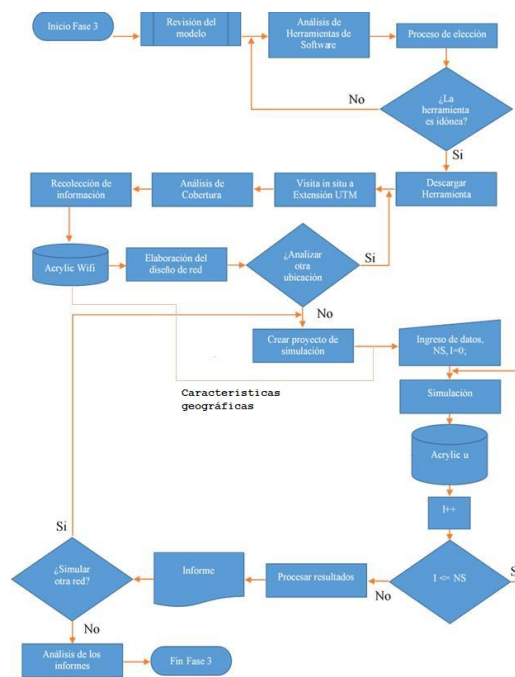 Inicio Fase 3
Revisión del
modelo
Análisis de
Herramientas de
Software
Proceso de elección
No
¿La
herramienta
es idónea?
Si
Recolección de
información
Análisis de
Cobertura
Visita in situ a
Extensión UTM
Descargar
Herramienta
Acrylic Wifi
Elaboración del
diseño de red
¿Analizar
otra
ubicación
Si
No
Crear proyecto de
simulación
Ingreso de datos,
NS, I=0;
Caracteristicas
geográficas
Simulación
Acrylic u
I++
Si
¿Simular
otra red?
Informe
Procesar resultados
No
I <= NS
S
No
Análisis de los
informes
Fin Fase 3